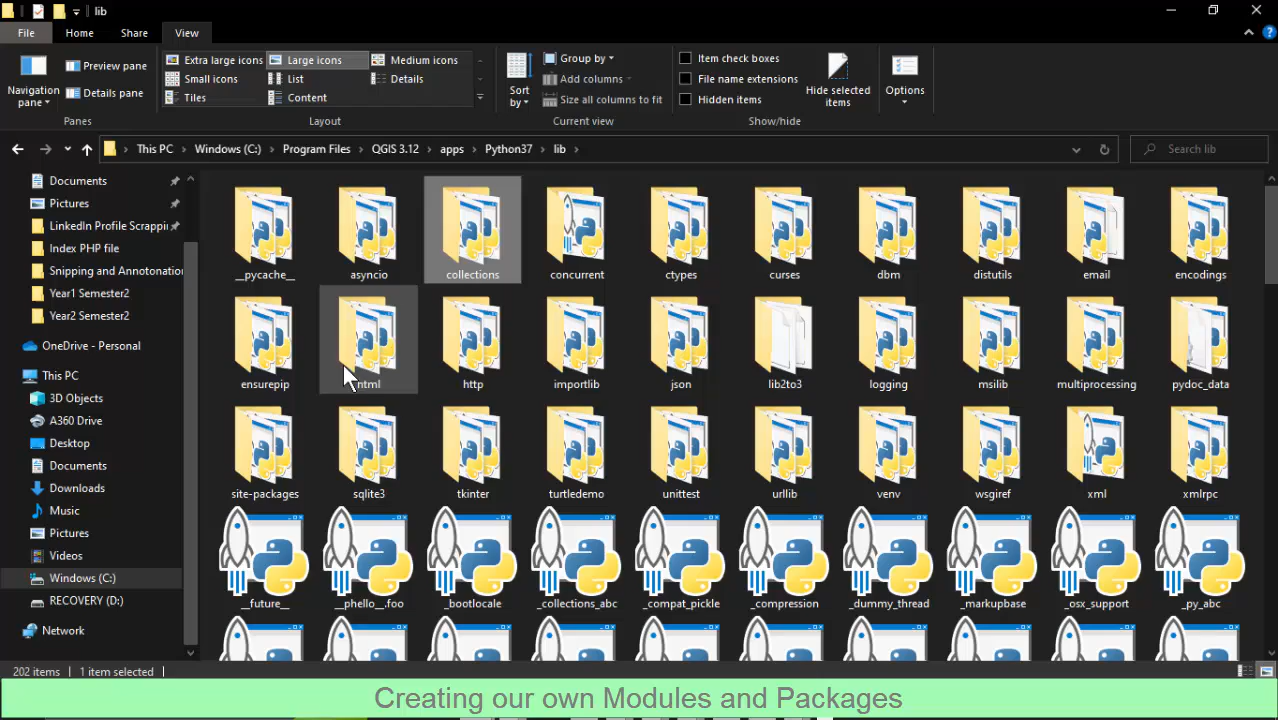 lib
File Home Share View
Navigation pane
Preview pane
Details pane
Panes
Extra large icons Large icons Medium icons
Small icons List Details
Tiles Content
Layout
Sort by
Group by
Add columns
Size all columns to fit
Current view
Item check boxes
File name extensions
Hidden items
Hide selected items
Show/hide
Options
This PC > Windows (C:) > Program Files > QGIS 3.12 > apps > Python37 > lib >
Search lib
Documents
Pictures
LinkedIn Profile Scrappi
Index PHP file
Snipping and Annotonation
Year1 Semester2
Year2 Semester2
OneDrive - Personal
This PC
3D Objects
A360 Drive
Desktop
Documents
Downloads
Music
Pictures
Videos
Windows (C:)
RECOVERY (D:)
Network
__pycache__ asyncio collections concurrent ctypes curses dbm distutils email encodings
ensurepip html http importlib json lib2to3 logging msilib multiprocessing pydoc_data
site-packages sqlite3 tkinter turtledemo unittest urllib venv wsgiref xml xmlrpc
__future__ __phello__.foo _bootlocale _collections_abc _compat_pickle _compression _dummy_thread _markupbase _osx_support _py_abc
202 items 1 item selected
Creating our own Modules and Packages